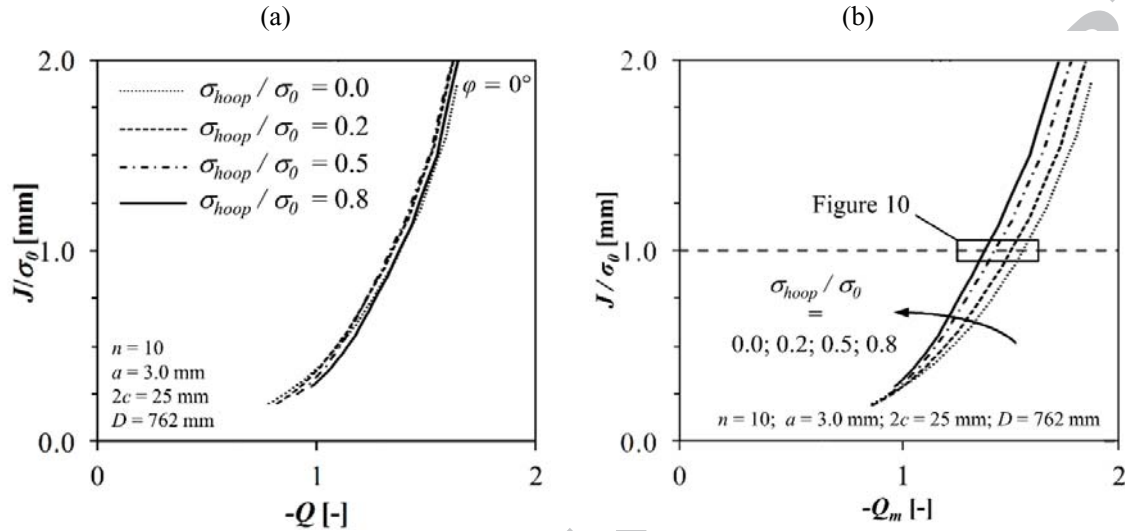 (a)
2.0
σhoop / σ0 = 0.0
φ = 0°
σhoop / σ0 = 0.2
σhoop / σ0 = 0.5
σhoop / σ0 = 0.8
J/σ0 [mm]
1.0
n = 10
a = 3.0 mm
2c = 25 mm
D = 762 mm
0.0
0
1
2
-Q [-]
(b)
2.0
Figure 10
J/σ0 [mm]
1.0
σhoop / σ0
=
0.0; 0.2; 0.5; 0.8
n = 10; a = 3.0 mm; 2c = 25 mm; D = 762 mm
0.0
0
1
2
-Qm [-]